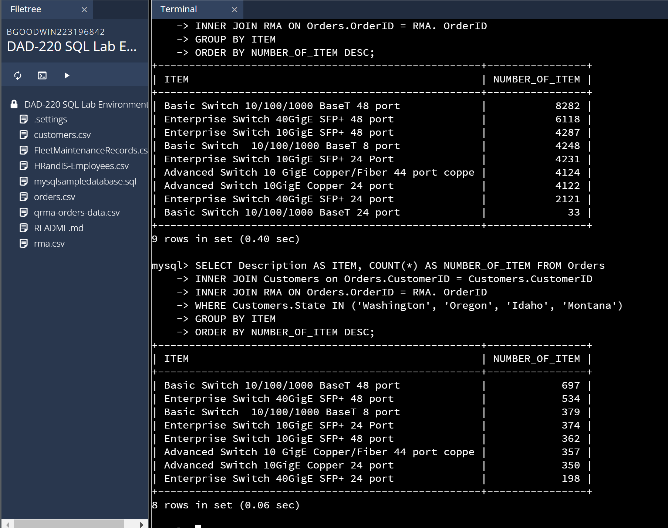 Filetree ×
BGOODWIN223196842
DAD-220 SQL Lab E...
DAD-220 SQL Lab Environment
.settings
customers.csv
FleetMaintenanceRecords.cs
HRandIS-Employees.csv
mysqlsampledatabase.sql
orders.csv
qrma-orders-data.csv
README.md
rma.csv
Terminal ×
-> INNER JOIN RMA ON Orders.OrderID = RMA. OrderID
-> GROUP BY ITEM
-> ORDER BY NUMBER_OF_ITEM DESC;
+--------------------------------------------------+----------------+
| ITEM | NUMBER_OF_ITEM |
+--------------------------------------------------+----------------+
| Basic Switch 10/100/1000 BaseT 48 port | 8282 |
| Enterprise Switch 40GigE SFP+ 48 port | 6118 |
| Enterprise Switch 10GigE SFP+ 48 port | 4287 |
| Basic Switch  10/100/1000 BaseT 8 port | 4248 |
| Enterprise Switch 10GigE SFP+ 24 Port | 4231 |
| Advanced Switch 10 GigE Copper/Fiber 44 port coppe | 4124 |
| Advanced Switch 10GigE Copper 24 port | 4122 |
| Enterprise Switch 40GigE SFP+ 24 port | 2121 |
| Basic Switch 10/100/1000 BaseT 24 port | 33 |
+--------------------------------------------------+----------------+
9 rows in set (0.40 sec)
mysql> SELECT Description AS ITEM, COUNT(*) AS NUMBER_OF_ITEM FROM Orders
-> INNER JOIN Customers on Orders.CustomerID = Customers.CustomerID
-> INNER JOIN RMA ON Orders.OrderID = RMA. OrderID
-> WHERE Customers.State IN ('Washington', 'Oregon', 'Idaho', 'Montana')
-> GROUP BY ITEM
-> ORDER BY NUMBER_OF_ITEM DESC;
+--------------------------------------------------+----------------+
| ITEM | NUMBER_OF_ITEM |
+--------------------------------------------------+----------------+
| Basic Switch 10/100/1000 BaseT 48 port | 697 |
| Enterprise Switch 40GigE SFP+ 48 port | 534 |
| Basic Switch  10/100/1000 BaseT 8 port | 379 |
| Enterprise Switch 10GigE SFP+ 24 Port | 374 |
| Enterprise Switch 10GigE SFP+ 48 port | 362 |
| Advanced Switch 10 GigE Copper/Fiber 44 port coppe | 357 |
| Advanced Switch 10GigE Copper 24 port | 350 |
| Enterprise Switch 40GigE SFP+ 24 port | 198 |
+--------------------------------------------------+----------------+
8 rows in set (0.06 sec)